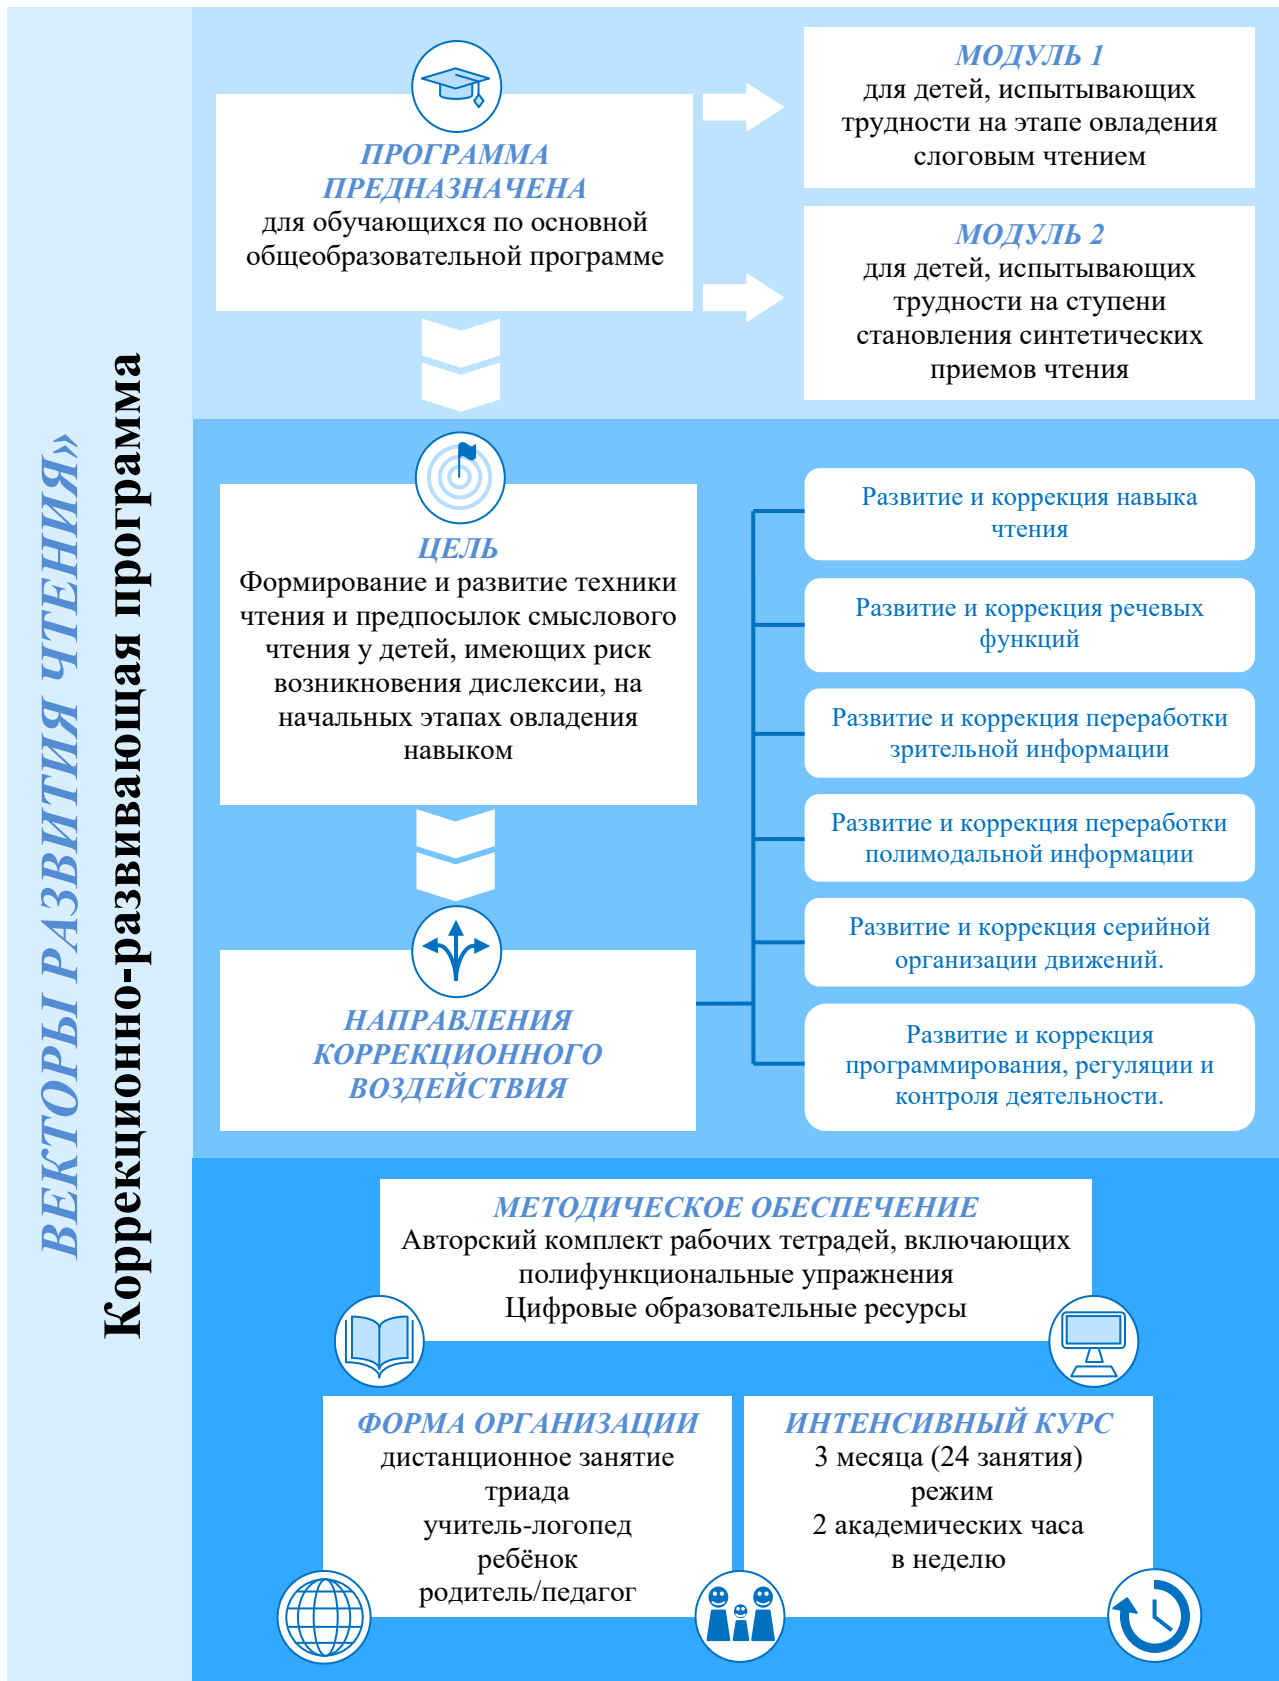 ВЕКТОРЫ РАЗВИТИЯ ЧТЕНИЯ»
Коррекционно-развивающая программа
ПРОГРАММА
ПРЕДНАЗНАЧЕНА
для обучающихся по основной
общеобразовательной программе
МОДУЛЬ 1
для детей, испытывающих
трудности на этапе овладения
слоговым чтением
МОДУЛЬ 2
для детей, испытывающих
трудности на ступени
становления синтетических
приемов чтения
ЦЕЛЬ
Формирование и развитие техники
чтения и предпосылок смыслового
чтения у детей, имеющих риск
возникновения дислексии, на
начальных этапах овладения
навыком
НАПРАВЛЕНИЯ
КОРРЕКЦИОННОГО
ВОЗДЕЙСТВИЯ
Развитие и коррекция навыка
чтения
Развитие и коррекция речевых
функций
Развитие и коррекция переработки
зрительной информации
Развитие и коррекция переработки
полимодальной информации
Развитие и коррекция серийной
организации движений.
Развитие и коррекция
программирования, регуляции и
контроля деятельности.
МЕТОДИЧЕСКОЕ ОБЕСПЕЧЕНИЕ
Авторский комплект рабочих тетрадей, включающих
полифункциональные упражнения
Цифровые образовательные ресурсы
ФОРМА ОРГАНИЗАЦИИ
дистанционное занятие
триада
учитель-логопед
ребёнок
родитель/педагог
ИНТЕНСИВНЫЙ КУРС
3 месяца (24 занятия)
режим
2 академических часа
в неделю